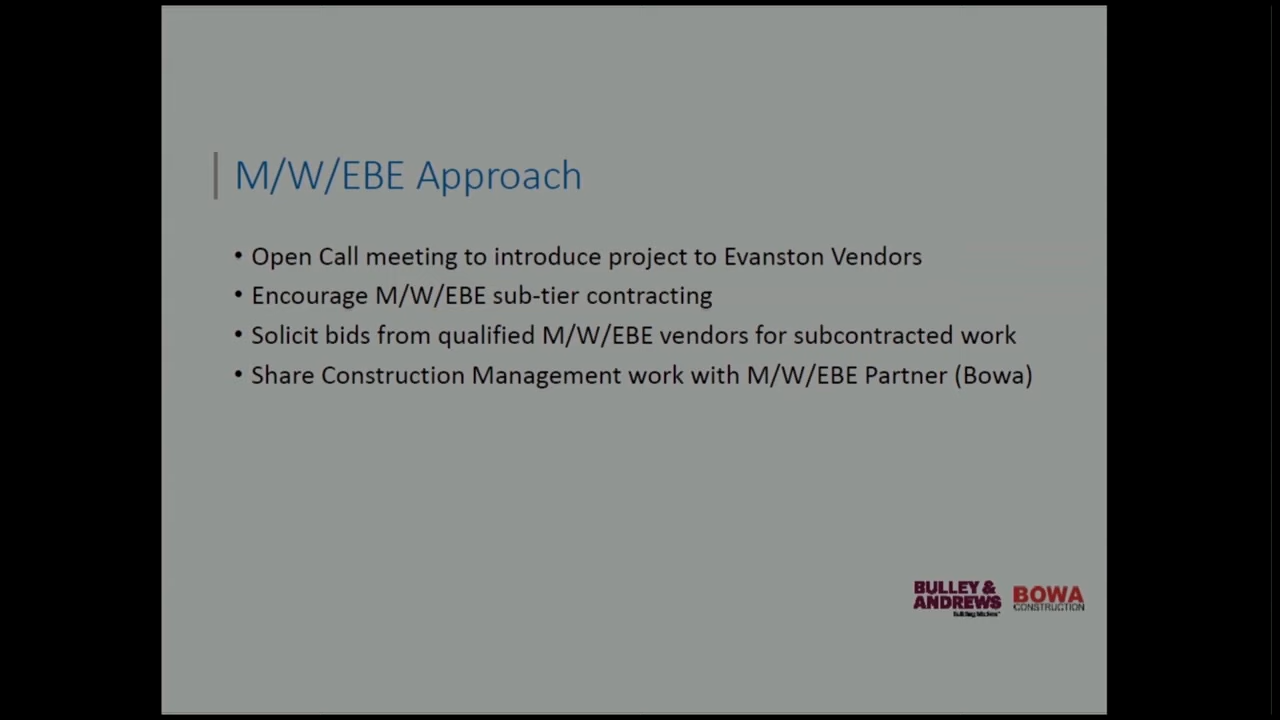 M/W/EBE Approach
• Open Call meeting to introduce project to Evanston Vendors
• Encourage M/W/EBE sub-tier contracting
• Solicit bids from qualified M/W/EBE vendors for subcontracted work
• Share Construction Management work with M/W/EBE Partner (Bowa)
BULLEY &
ANDREWS
BOWA
CONSTRUCTION